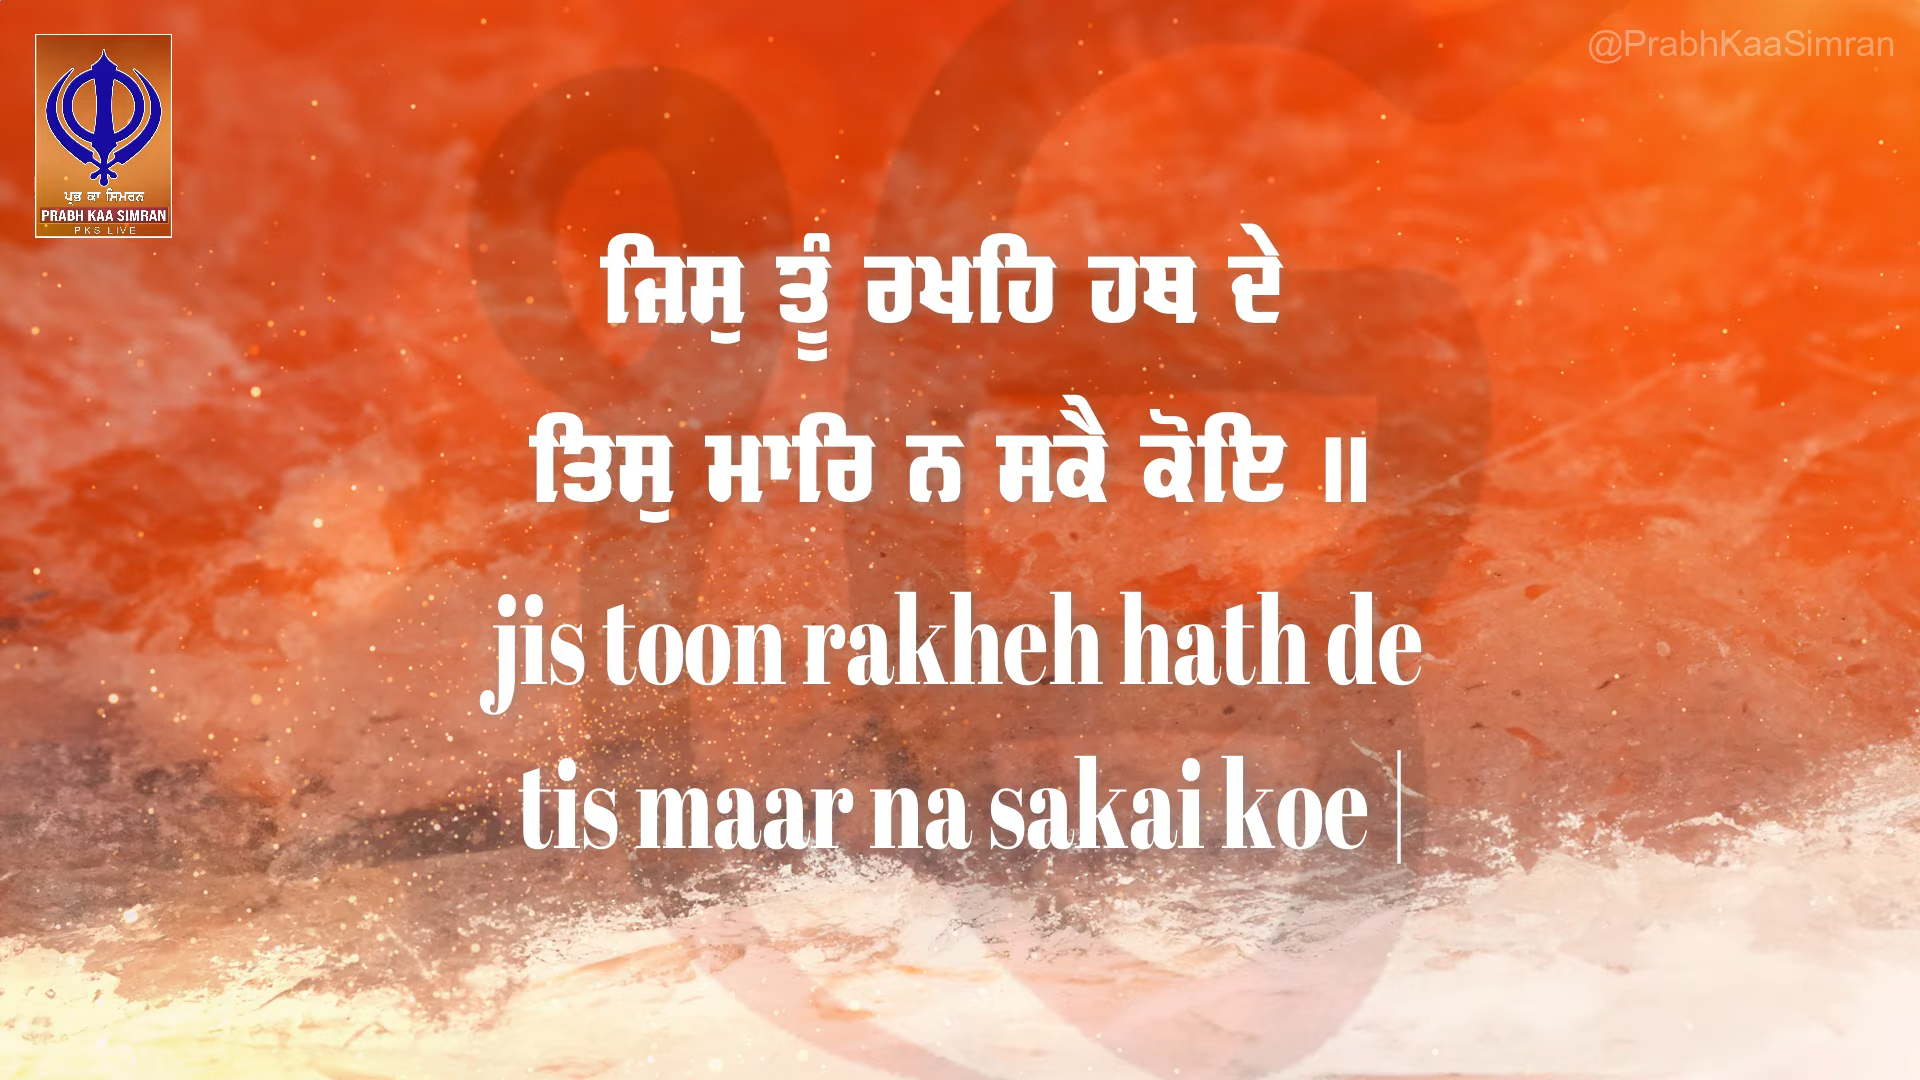 @PrabhKaaSimran
ਪ੍ਰਭ ਕਾ ਸਿਮਰਨ
PRABH KAA SIMRAN
PKS LIVE
ਜਿਸੁ ਤੂੰ ਰਖਹਿ ਹਥ ਦੇ
ਤਿਸੁ ਮਾਰਿ ਨ ਸਕੈ ਕੋਇ ॥
jis toon rakheh hath de
tis maar na sakai koe |